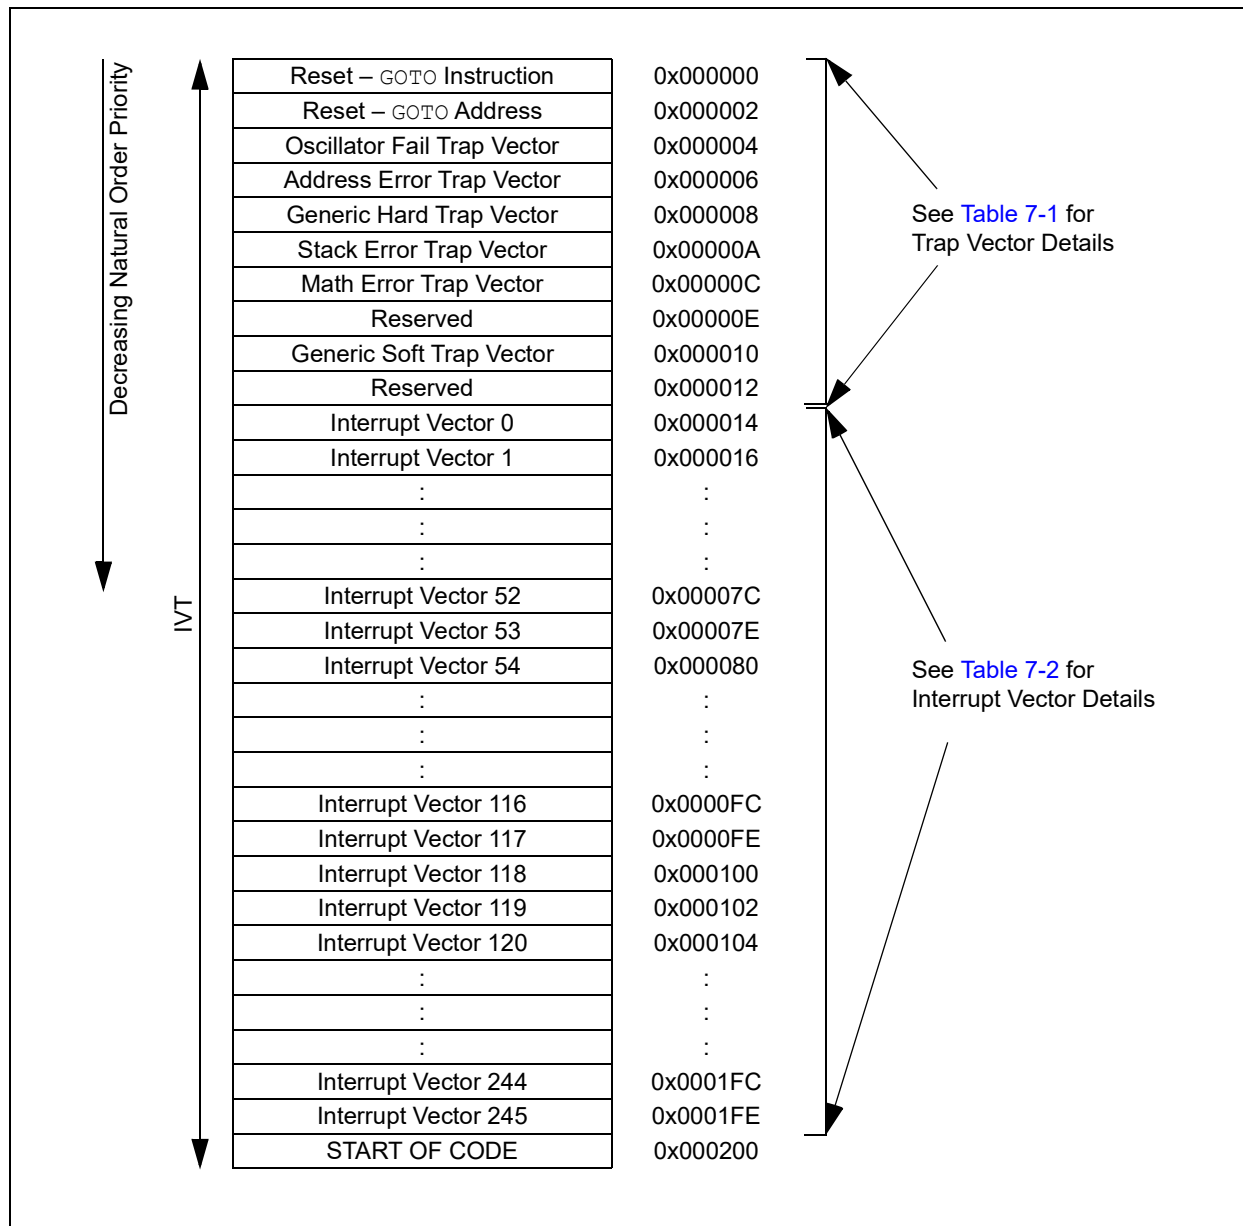 Decreasing Natural Order Priority
IVT
Reset – GOTO Instruction 0x000000
Reset – GOTO Address 0x000002
Oscillator Fail Trap Vector 0x000004
Address Error Trap Vector 0x000006
Generic Hard Trap Vector 0x000008
Stack Error Trap Vector 0x00000A
Math Error Trap Vector 0x00000C
Reserved 0x00000E
Generic Soft Trap Vector 0x000010
Reserved 0x000012
Interrupt Vector 0 0x000014
Interrupt Vector 1 0x000016
: :
: :
: :
Interrupt Vector 52 0x00007C
Interrupt Vector 53 0x00007E
Interrupt Vector 54 0x000080
: :
: :
: :
Interrupt Vector 116 0x0000FC
Interrupt Vector 117 0x0000FE
Interrupt Vector 118 0x000100
Interrupt Vector 119 0x000102
Interrupt Vector 120 0x000104
: :
: :
: :
Interrupt Vector 244 0x0001FC
Interrupt Vector 245 0x0001FE
START OF CODE 0x000200
See Table 7-1 for
Trap Vector Details
See Table 7-2 for
Interrupt Vector Details